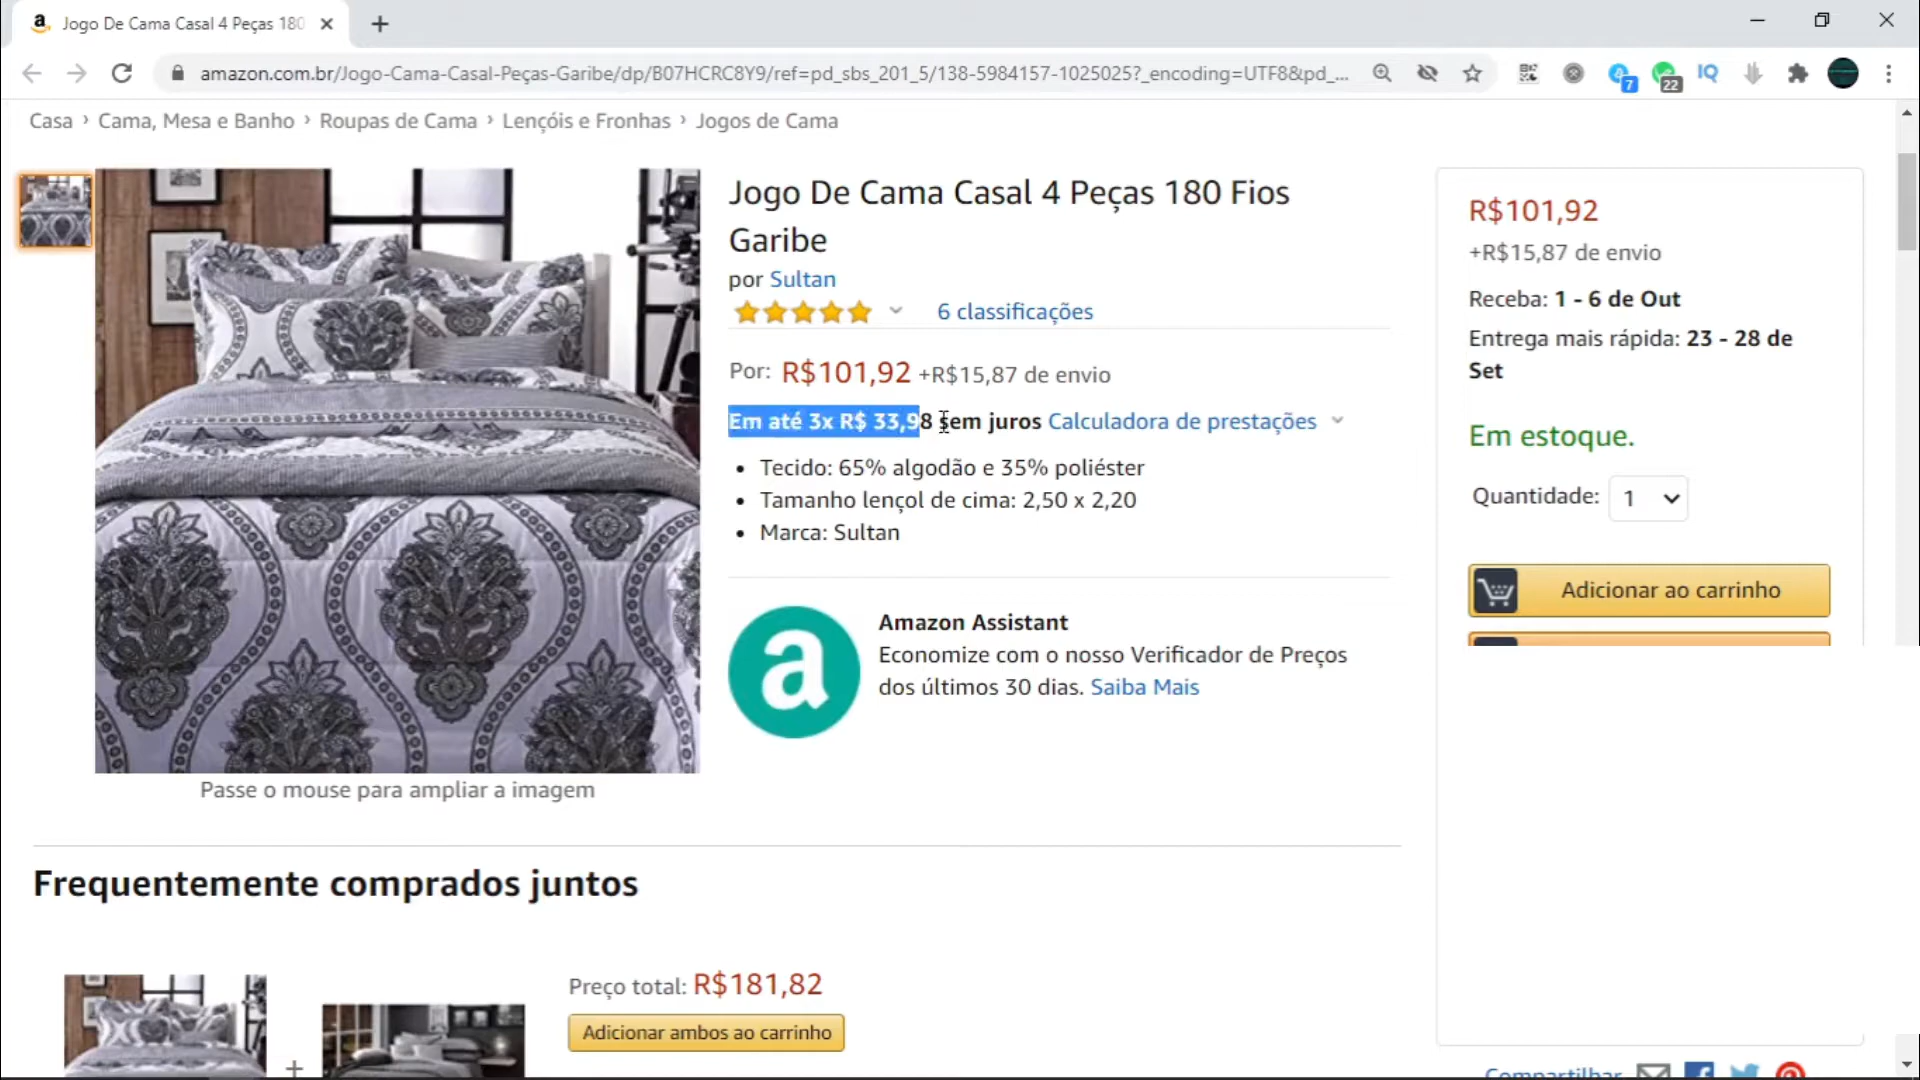 Jogo De Cama Casal 4 Peças 180
amazon.com.br/Jogo-Cama-Casal-Peças-Garibe/dp/B07HCRC8Y9/ref=pd_sbs_201_5/138-5984157-1025025?_encoding=UTF8&pd_...
7
22
IQ
Casa › Cama, Mesa e Banho › Roupas de Cama › Lençóis e Fronhas › Jogos de Cama
Jogo De Cama Casal 4 Peças 180 Fios
Garibe
por Sultan
6 classificações
Por: R$101,92 +R$15,87 de envio
Em até 3x R$ 33,98 sem juros Calculadora de prestações
• Tecido: 65% algodão e 35% poliéster
• Tamanho lençol de cima: 2,50 x 2,20
• Marca: Sultan
a
Amazon Assistant
Economize com o nosso Verificador de Preços
dos últimos 30 dias. Saiba Mais
Passe o mouse para ampliar a imagem
R$101,92
+R$15,87 de envio
Receba: 1 - 6 de Out
Entrega mais rápida: 23 - 28 de
Set
Em estoque.
Quantidade: 1
Adicionar ao carrinho
Frequentemente comprados juntos
+
Preço total: R$181,82
Adicionar ambos ao carrinho
Compartilhar